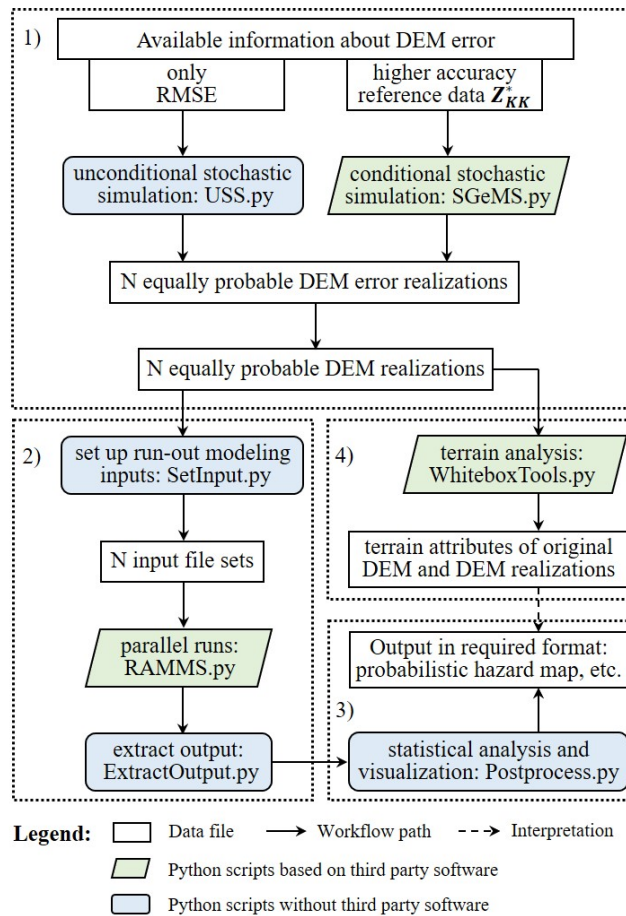 1)
Available information about DEM error
only
RMSE
higher accuracy
reference data Z*KK
unconditional stochastic
simulation: USS.py
conditional stochastic
simulation: SGeMS.py
N equally probable DEM error realizations
N equally probable DEM realizations
2)
set up run-out modeling
inputs: SetInput.py
N input file sets
parallel runs:
RAMMS.py
extract output:
ExtractOutput.py
4)
terrain analysis:
WhiteboxTools.py
terrain attributes of original
DEM and DEM realizations
Output in required format:
probabilistic hazard map, etc.
3)
statistical analysis and
visualization: Postprocess.py
Legend:
Data file
Workflow path
Interpretation
Python scripts based on third party software
Python scripts without third party software